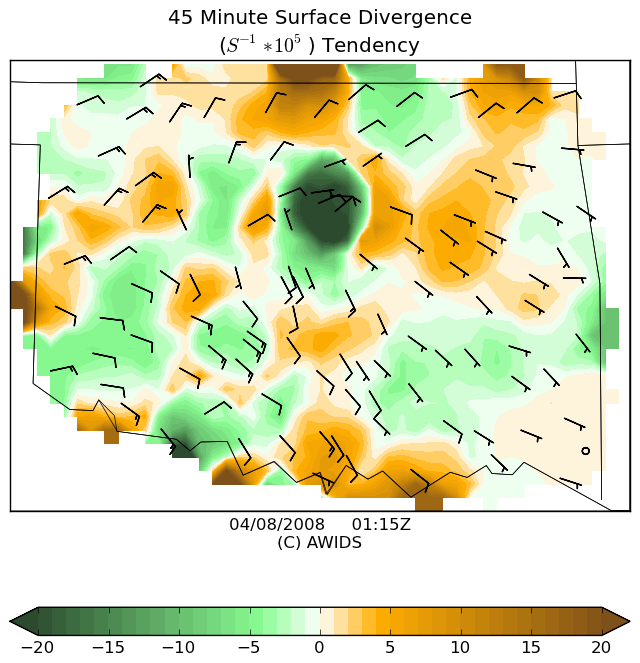 45 Minute Surface Divergence
(S⁻¹ *10⁵ ) Tendency
04/08/2008 01:15Z
(C) AWIDS
−20 −15 −10 −5 0 5 10 15 20